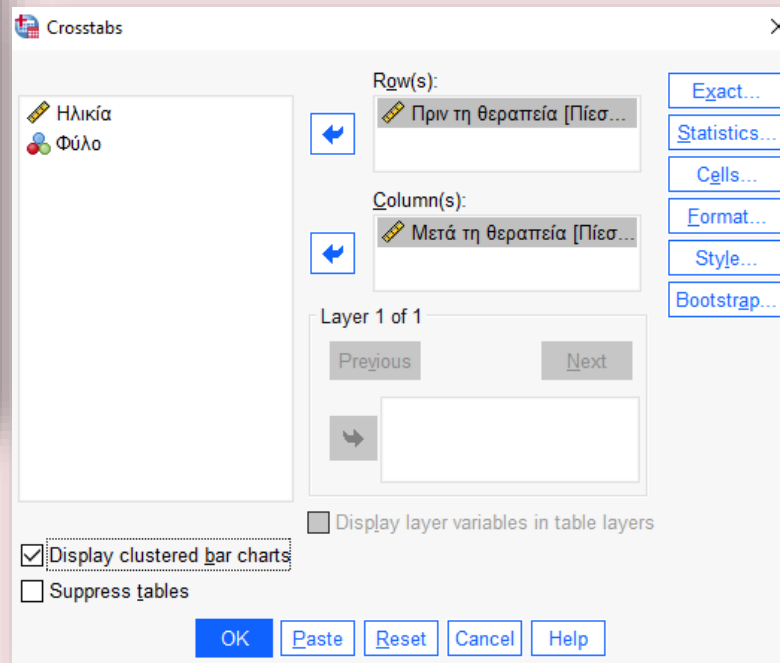 Crosstabs
Ηλικία
Φύλο
Row(s):
Πριν τη θεραπεία [Πίεσ...
Column(s):
Μετά τη θεραπεία [Πίεσ...
Layer 1 of 1
Previous
Next
Display layer variables in table layers
Exact...
Statistics...
Cells...
Format...
Style...
Bootstrap...
Display clustered bar charts
Suppress tables
OK
Paste
Reset
Cancel
Help